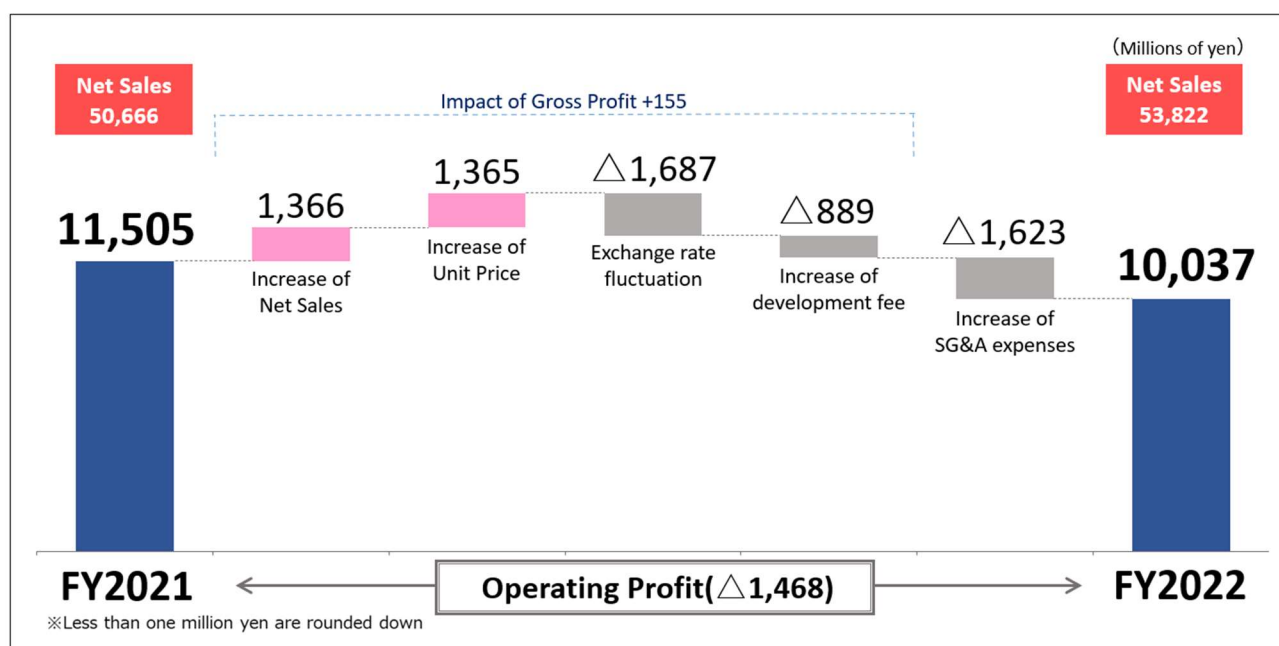 (Millions of yen)
Net Sales
50,666
Net Sales
53,822
Impact of Gross Profit +155
11,505
1,366
Increase of
Net Sales
1,365
Increase of
Unit Price
△1,687
Exchange rate
fluctuation
△889
Increase of
development fee
△1,623
Increase of
SG&A expenses
10,037
FY2021
Operating Profit(△1,468)
FY2022
※Less than one million yen are rounded down